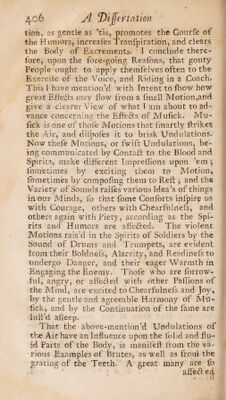 406 A Dissertation
tion, as gentle as 'tis, promotes the Course of
the Humors, increases Transpiration, and clears
the Body of Excrements. I conclude there-
fore, upon the fore-going Reasons, that gouty
People ought to apply themselves often to the
Exercise of the Voice, and Riding in a Coach.
This I have mention'd with Intent to show how
great Effects may flow from a small Motion, and
give a clearer View of what I am about to ad-
vance concerning the Effects of Musick. Mu-
sick is one of those Motions that smartly strikes
the Air, and disposes it to brisk Undulations.
Now these Motions, or swift Undulations, be-
ing communicated by Contact to the Blood and
Spirits, make different Impressions upon 'em;
sometimes by exciting them to Motion,
sometimes by composing them to Rest; and the
Variety of Sounds raises various Idea's of things
in our Minds, so that some Consorts inspire us
with Courage, others with Chearfulness, and
others again with Piety, according as the Spi-
rits and Humors are affected. The violent
Motions rais'd in the Spirits of Soldiers by the
Sound of Drums and Trumpets, are evident
from their Boldness, Alacrity, and Readiness to
undergo Danger, and their eager Warmth in
Engaging the Enemy. Those who are sorrow-
ful, angry, or affected with other Passions of
the Mind, are excited to Chearfulness and Joy,
by the gentle and agreeable Harmony of Mu-
sick, and by the Continuation of the same are
lull'd asleep.
That the above-mention'd Undulations of
the Air have an Influence upon the solid and flu-
id Parts of the Body, is manifest from the va-
rious Examples of Brutes, as well as from the
grating of the Teeth. A great many are so
affected